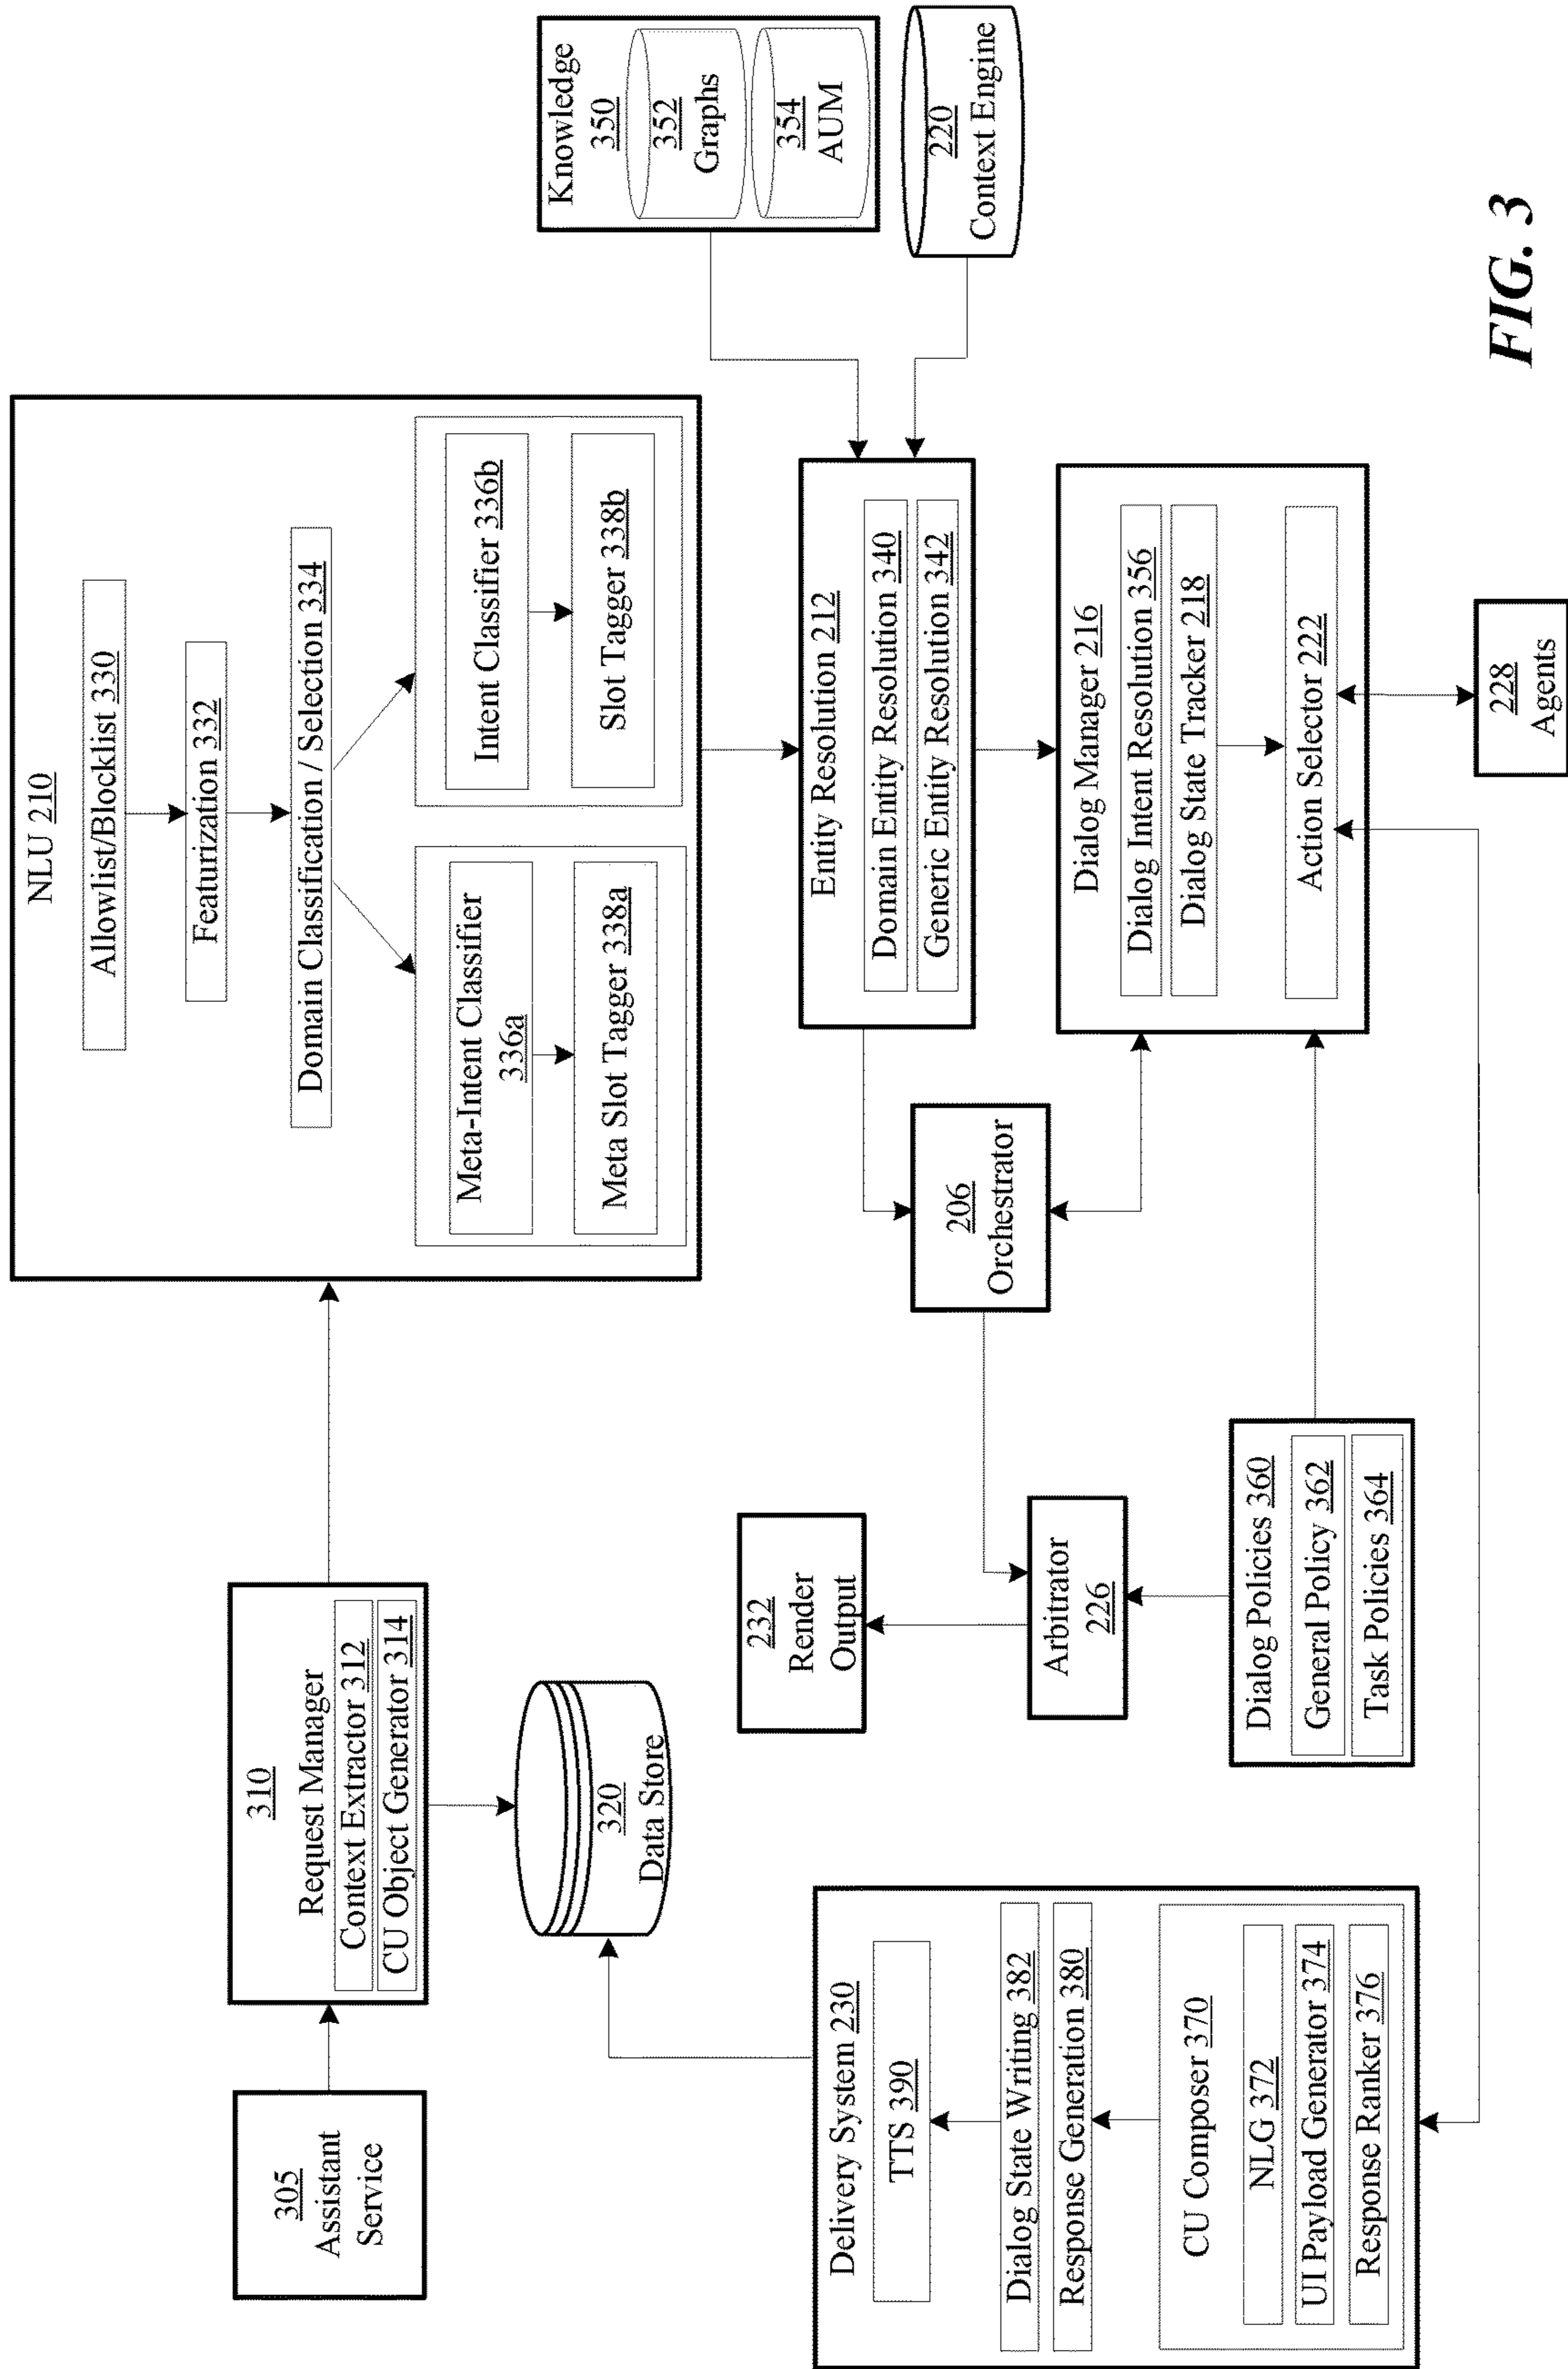 305
Assistant
Service
310
Request Manager
Context Extractor 312
CU Object Generator 314
320
Data Store
NLU 210
Allowlist/Blocklist 330
Featurization 332
Domain Classification / Selection 334
Meta-Intent Classifier
336a
Meta Slot Tagger 338a
Intent Classifier 336b
Slot Tagger 338b
Knowledge
350
352
Graphs
354
AUM
220
Context Engine
Entity Resolution 212
Domain Entity Resolution 340
Generic Entity Resolution 342
206
Orchestrator
232
Render
Output
Arbitrator
226
Dialog Manager 216
Dialog Intent Resolution 356
Dialog State Tracker 218
Action Selector 222
228
Agents
Dialog Policies 360
General Policy 362
Task Policies 364
Delivery System 230
TTS 390
Dialog State Writing 382
Response Generation 380
CU Composer 370
NLG 372
UI Payload Generator 374
Response Ranker 376
FIG. 3